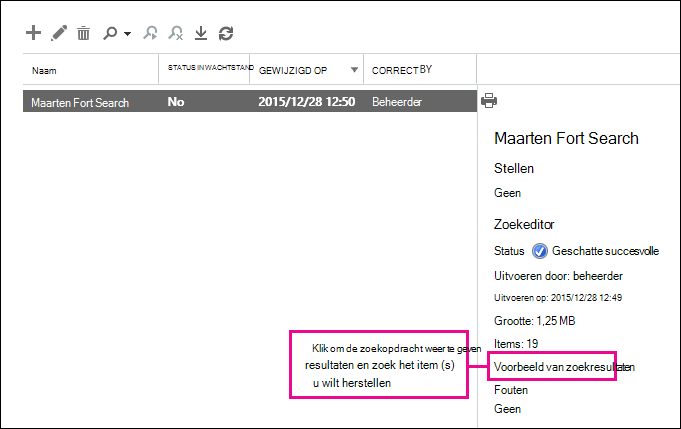 Naam
STATUS IN WACHTSTAND
GEWIJZIGD OP
CORRECT BY
Maarten Fort Search
No
2015/12/28 12:50
Beheerder
Maarten Fort Search
Stellen
Geen
Zoekeditor
Status Geschatte succesvolle
Uitvoeren door: beheerder
Uitvoeren op: 2015/12/28 12:49
Grootte: 1,25 MB
Items: 19
Voorbeeld van zoekresultaten
Fouten
Geen
Klik om de zoekopdracht weer te geven
resultaten en zoek het item (s)
u wilt herstellen